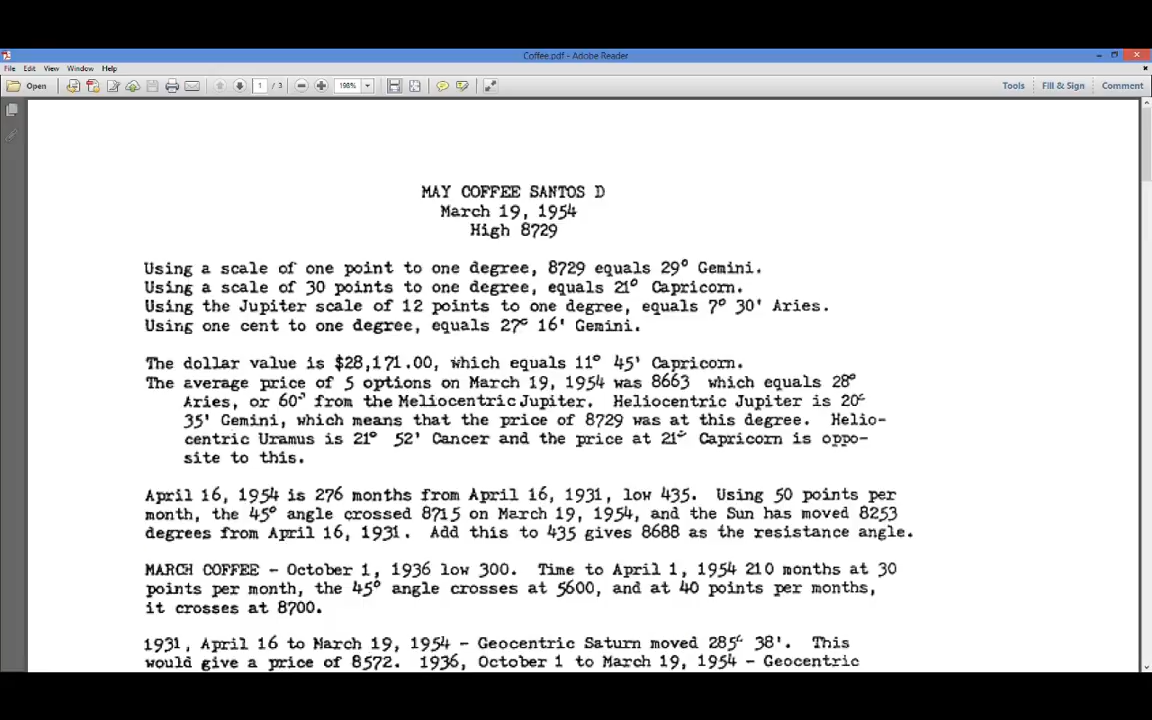 Coffee.pdf - Adobe Reader
File Edit View Window Help
Open 1 / 3 198% Tools Fill & Sign Comment
MAY COFFEE SANTOS D
March 19, 1954
High 8729
Using a scale of one point to one degree, 8729 equals 29° Gemini.
Using a scale of 30 points to one degree, equals 21° Capricorn.
Using the Jupiter scale of 12 points to one degree, equals 7° 30' Aries.
Using one cent to one degree, equals 27° 16' Gemini.
The dollar value is $28,171.00, which equals 11° 45' Capricorn.
The average price of 5 options on March 19, 1954 was 8663 which equals 28°
Aries, or 60° from the Meliocentric Jupiter. Heliocentric Jupiter is 20°
35' Gemini, which means that the price of 8729 was at this degree. Helio-
centric Uramus is 21° 52' Cancer and the price at 21° Capricorn is oppo-
site to this.
April 16, 1954 is 276 months from April 16, 1931, low 435. Using 50 points per
month, the 45° angle crossed 8715 on March 19, 1954, and the Sun has moved 8253
degrees from April 16, 1931. Add this to 435 gives 8688 as the resistance angle.
MARCH COFFEE - October 1, 1936 low 300. Time to April 1, 1954 210 months at 30
points per month, the 45° angle crosses at 5600, and at 40 points per months,
it crosses at 8700.
1931, April 16 to March 19, 1954 - Geocentric Saturn moved 285° 38'. This
would give a price of 8572. 1936, October 1 to March 19, 1954 - Geocentric